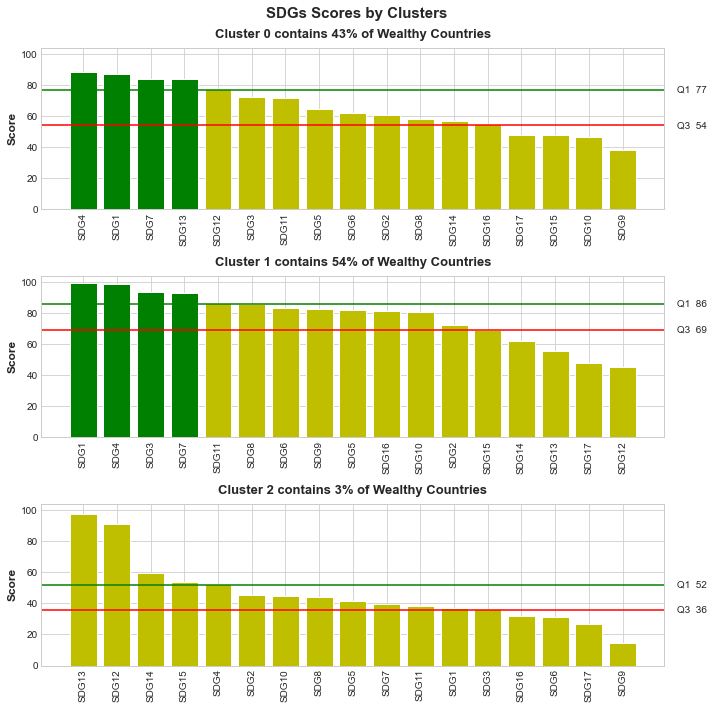 SDGs Scores by Clusters
Cluster 0 contains 43% of Wealthy Countries
100
80
60
40
20
0
Score
Q1 77
Q3 54
SDG4 SDG1 SDG7 SDG13 SDG12 SDG3 SDG11 SDG5 SDG6 SDG2 SDG8 SDG14 SDG16 SDG17 SDG15 SDG10 SDG9
Cluster 1 contains 54% of Wealthy Countries
100
80
60
40
20
0
Score
Q1 86
Q3 69
SDG1 SDG4 SDG3 SDG7 SDG11 SDG8 SDG6 SDG9 SDG5 SDG16 SDG10 SDG2 SDG15 SDG14 SDG13 SDG17 SDG12
Cluster 2 contains 3% of Wealthy Countries
100
80
60
40
20
0
Score
Q1 52
Q3 36
SDG13 SDG12 SDG14 SDG15 SDG4 SDG2 SDG10 SDG8 SDG5 SDG7 SDG11 SDG1 SDG3 SDG16 SDG6 SDG17 SDG9